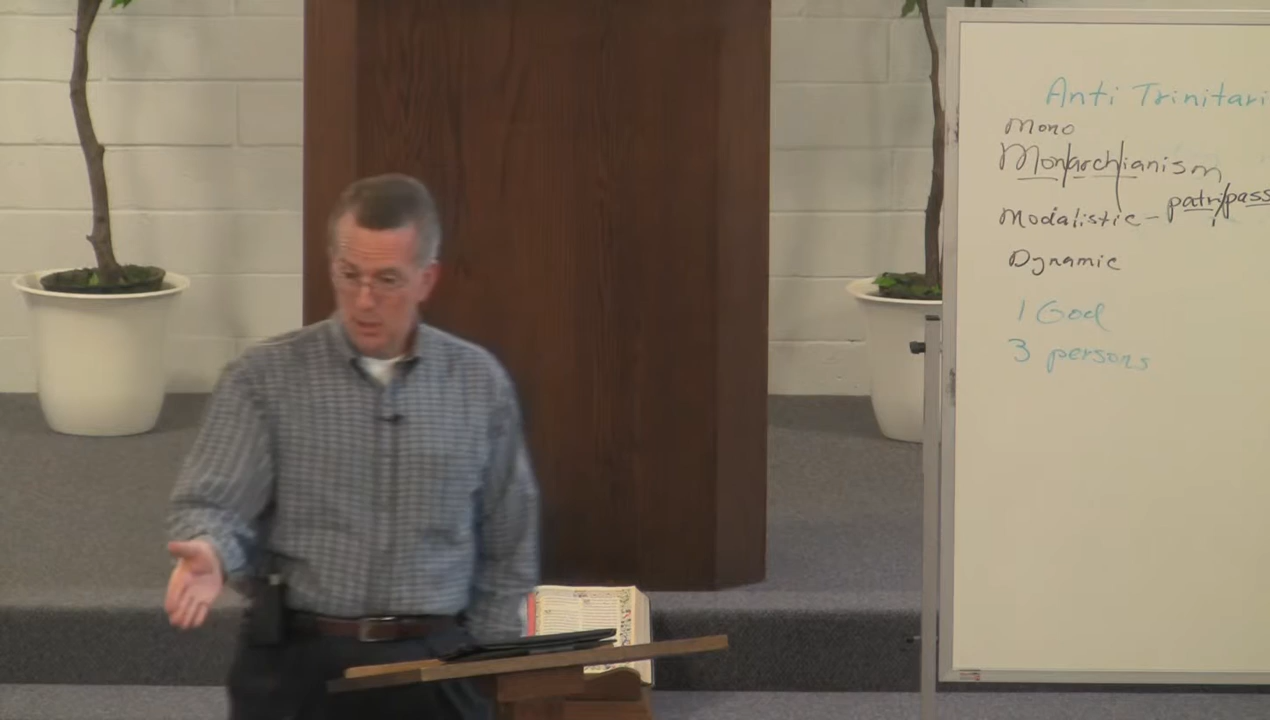 Anti Trinitari
Mono
Monarchianism
Modalistic - patripass
Dynamic
1 God
3 persons